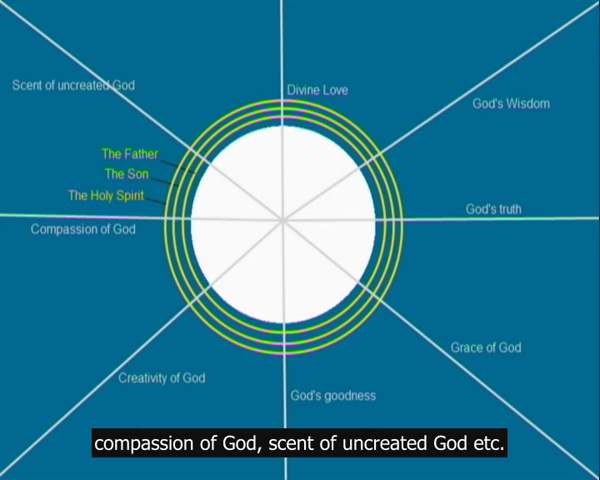 Scent of uncreated God
Divine Love
God's Wisdom
The Father
The Son
The Holy Spirit
God's truth
Compassion of God
Grace of God
Creativity of God
God's goodness
compassion of God, scent of uncreated God etc.